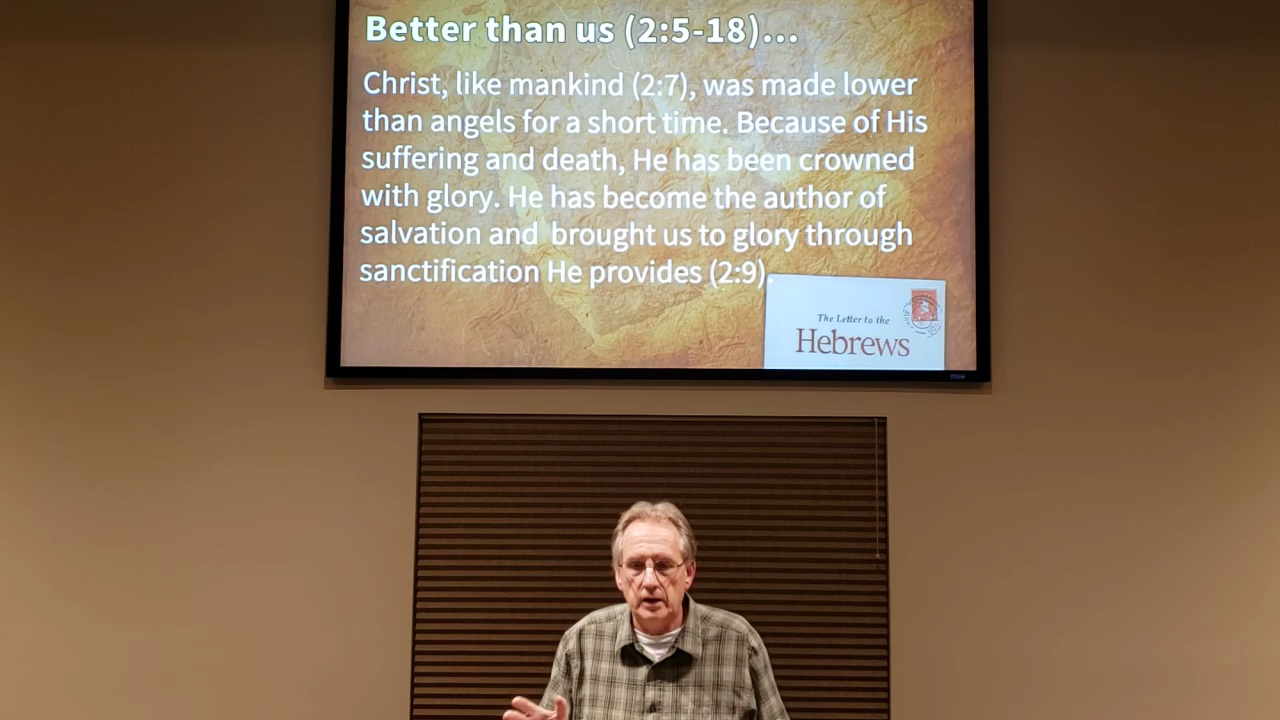 Better than us (2:5-18)...
Christ, like mankind (2:7), was made lower
than angels for a short time. Because of His
suffering and death, He has been crowned
with glory. He has become the author of
salvation and brought us to glory through
sanctification He provides (2:9).
The Letter to the
Hebrews